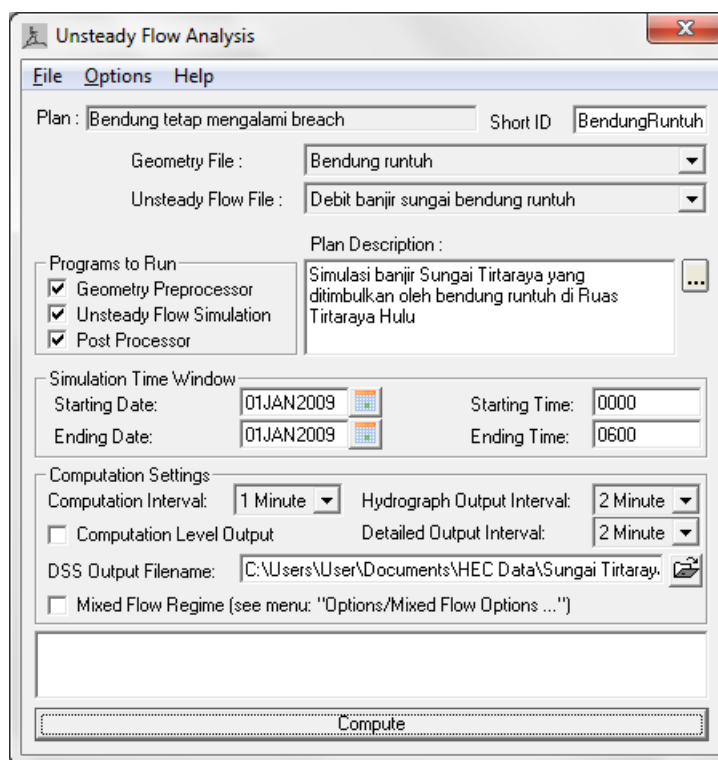 Unsteady Flow Analysis
File Options Help
Plan : Bendung tetap mengalami breach Short ID BendungRuntuh
Geometry File : Bendung runtuh
Unsteady Flow File : Debit banjir sungai bendung runtuh
Plan Description :
Programs to Run
Geometry Preprocessor
Unsteady Flow Simulation
Post Processor
Simulasi banjir Sungai Tirtaraya yang
ditimbulkan oleh bendung runtuh di Ruas
Tirtaraya Hulu
...
Simulation Time Window
Starting Date: 01JAN2009 Starting Time: 0000
Ending Date: 01JAN2009 Ending Time: 0600
Computation Settings
Computation Interval: 1 Minute Hydrograph Output Interval: 2 Minute
Computation Level Output Detailed Output Interval: 2 Minute
DSS Output Filename: C:\Users\User\Documents\HEC Data\Sungai Tirtaray
Mixed Flow Regime (see menu: "Options/Mixed Flow Options ...")
Compute